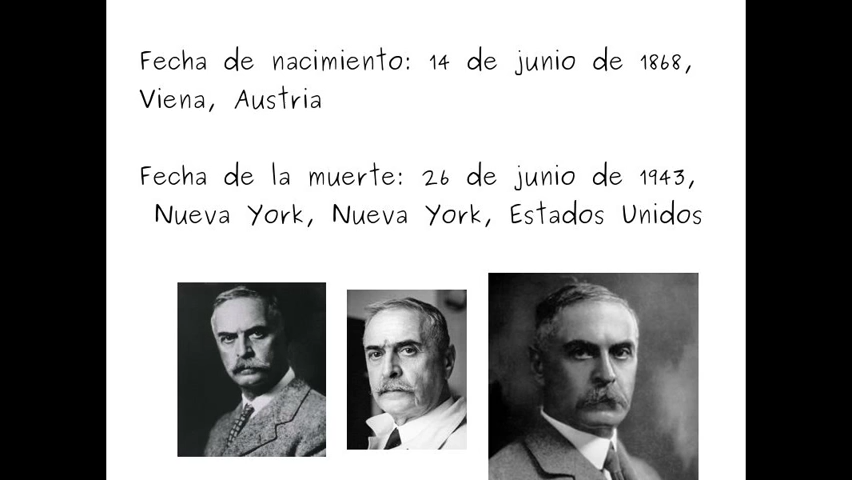 Fecha de nacimiento: 14 de junio de 1868,
Viena, Austria
Fecha de la muerte: 26 de junio de 1943,
Nueva York, Nueva York, Estados Unidos